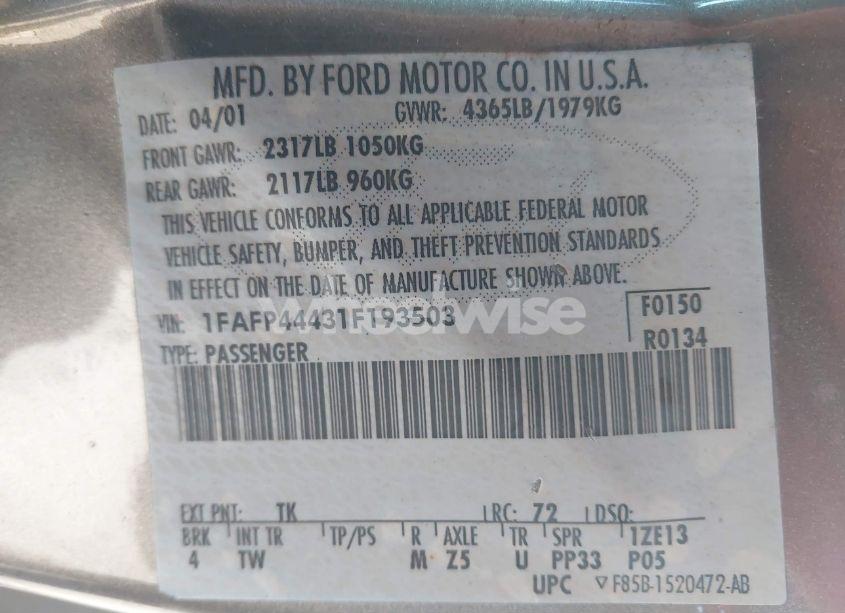 MFD. BY FORD MOTOR CO. IN U.S.A.
DATE: 04/01 GVWR: 4365LB/1979KG
FRONT GAWR: 2317LB 1050KG
REAR GAWR: 2117LB 960KG
THIS VEHICLE CONFORMS TO ALL APPLICABLE FEDERAL MOTOR
VEHICLE SAFETY, BUMPER, AND THEFT PREVENTION STANDARDS
IN EFFECT ON THE DATE OF MANUFACTURE SHOWN ABOVE.
Wheelwise
VIN: 1FAFP44431F193503 F0150
TYPE: PASSENGER R0134
EXT PNT: TK RC: 72 DSO:
BRK INT TR TP/PS R AXLE TR SPR 1ZE13
4 TW M Z5 U PP33 P05
UPC ▽F85B-1520472-AB